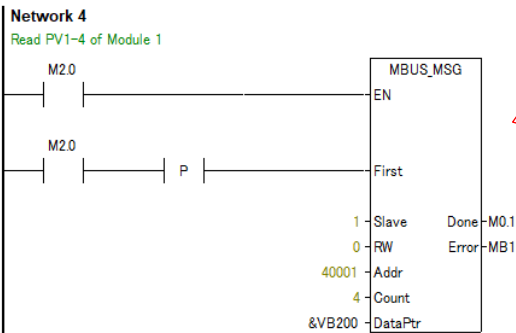 Network 4
Read PV1-4 of Module 1
M2.0
MBUS_MSG
EN
M2.0
P
First
1 Slave Done M0.1
0 RW Error MB1
40001 Addr
4 Count
&VB200 DataPtr